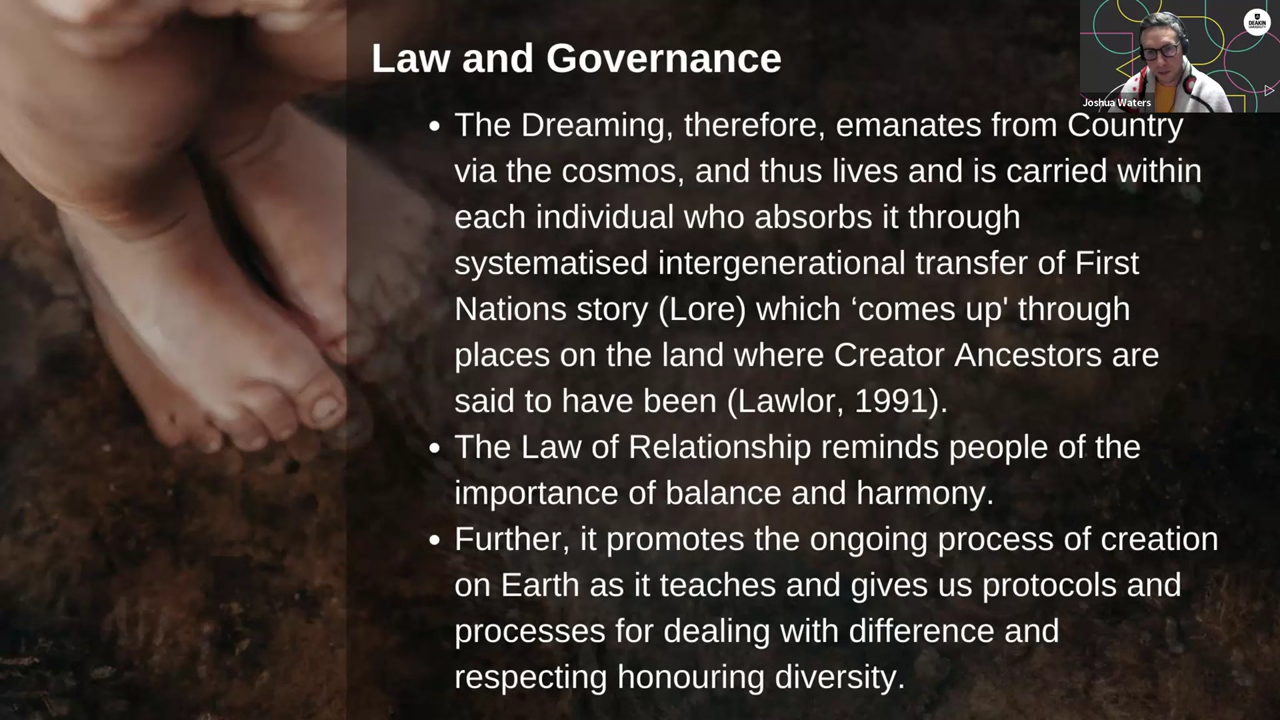 Law and Governance
DEAKIN
UNIVERSITY
Joshua Waters
• The Dreaming, therefore, emanates from Country
via the cosmos, and thus lives and is carried within
each individual who absorbs it through
systematised intergenerational transfer of First
Nations story (Lore) which ‘comes up' through
places on the land where Creator Ancestors are
said to have been (Lawlor, 1991).
• The Law of Relationship reminds people of the
importance of balance and harmony.
• Further, it promotes the ongoing process of creation
on Earth as it teaches and gives us protocols and
processes for dealing with difference and
respecting honouring diversity.